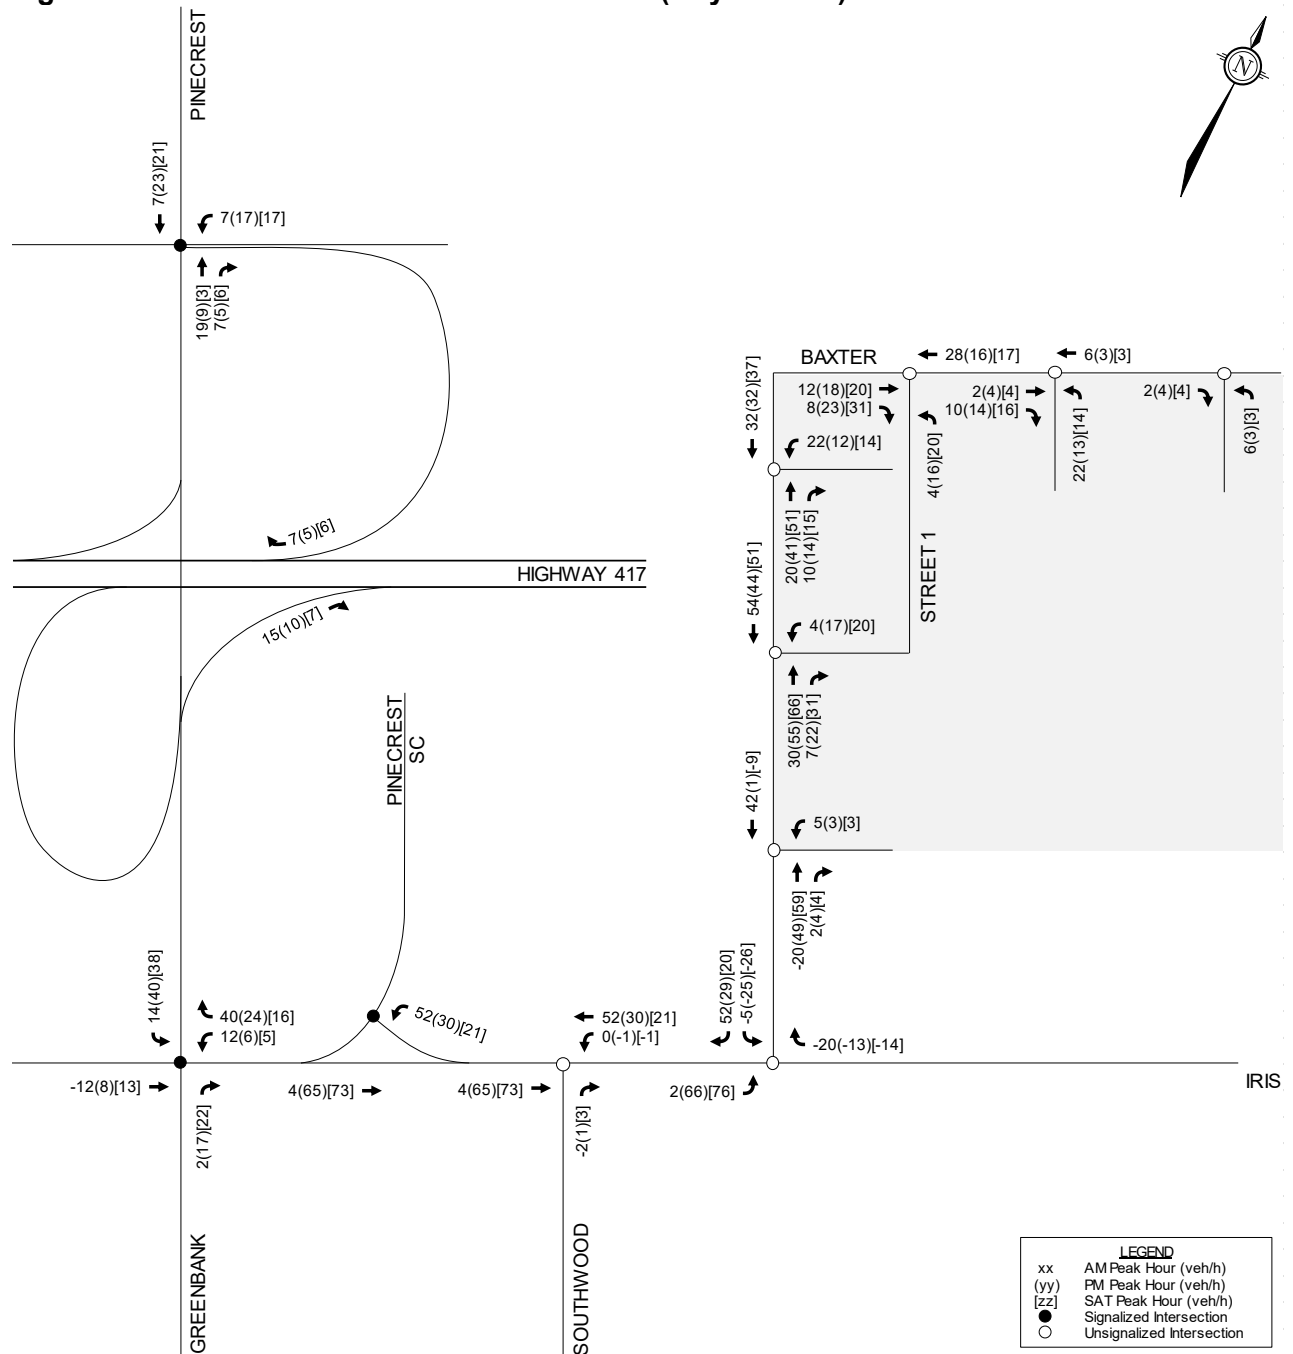 PINECREST
N
7(23)[21]
7(17)[17]
19(9)[3]
7(5)[6]
BAXTER
28(16)[17]
6(3)[3]
32(32)[37]
12(18)[20]
8(23)[31]
2(4)[4]
10(14)[16]
2(4)[4]
22(12)[14]
4(16)[20]
22(13)[14]
6(3)[3]
20(41)[51]
10(14)[15]
7(5)[6]
HIGHWAY 417
STREET 1
54(44)[51]
15(10)[7]
4(17)[20]
PINECREST
SC
30(55)[66]
7(22)[31]
42(1)[-9]
5(3)[3]
-20(49)[59]
2(4)[4]
14(40)[38]
40(24)[16]
12(6)[5]
52(30)[21]
52(30)[21]
0(-1)[-1]
52(29)[20]
-5(-25)[-26]
-20(-13)[-14]
-12(8)[13]
2(17)[22]
4(65)[73]
4(65)[73]
-2(1)[3]
2(66)[76]
IRIS
GREENBANK
SOUTHWOOD
LEGEND
xx AM Peak Hour (veh/h)
(yy) PM Peak Hour (veh/h)
[zz] SAT Peak Hour (veh/h)
Signalized Intersection
Unsignalized Intersection